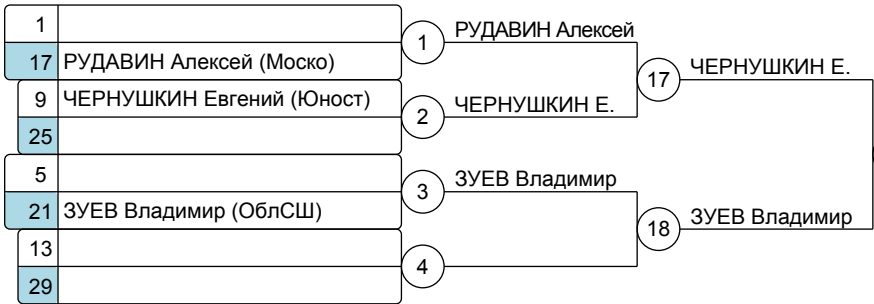 1
17 РУДАВИН Алексей (Моско)
9 ЧЕРНУШКИН Евгений (Юност)
25
5
21 ЗУЕВ Владимир (ОблСШ)
13
29
1 РУДАВИН Алексей
2 ЧЕРНУШКИН Е.
3 ЗУЕВ Владимир
4
17 ЧЕРНУШКИН Е.
18 ЗУЕВ Владимир